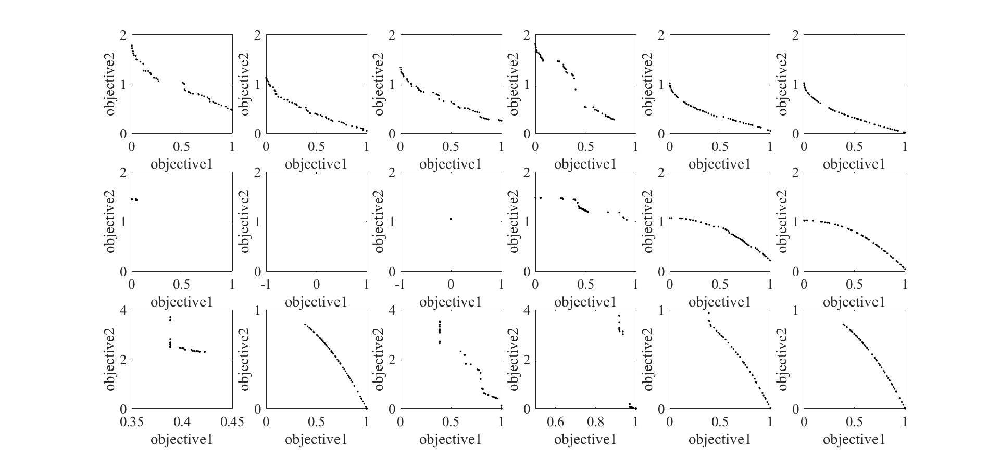 2 2 2 2 2 2
objective2 objective2 objective2 objective2 objective2 objective2
1 1 1 1 1 1
0 0 0 0 0 0
0 0.5 1 0 0.5 1 0 0.5 1 0 0.5 1 0 0.5 1 0 0.5 1
objective1 objective1 objective1 objective1 objective1 objective1
2 2 2 2 2 2
objective2 objective2 objective2 objective2 objective2 objective2
1 1 1 1 1 1
0 0 0 0 0 0
0 0.5 1 -1 0 1 -1 0 1 0 0.5 1 0 0.5 1 0 0.5 1
objective1 objective1 objective1 objective1 objective1 objective1
4 1 4 4 1 1
objective2 objective2 objective2 objective2 objective2 objective2
2 2 2
0 0 0 0 0 0
0.35 0.4 0.45 0 0.5 1 0 0.5 1 0.6 0.8 1 0 0.5 1 0 0.5 1
objective1 objective1 objective1 objective1 objective1 objective1